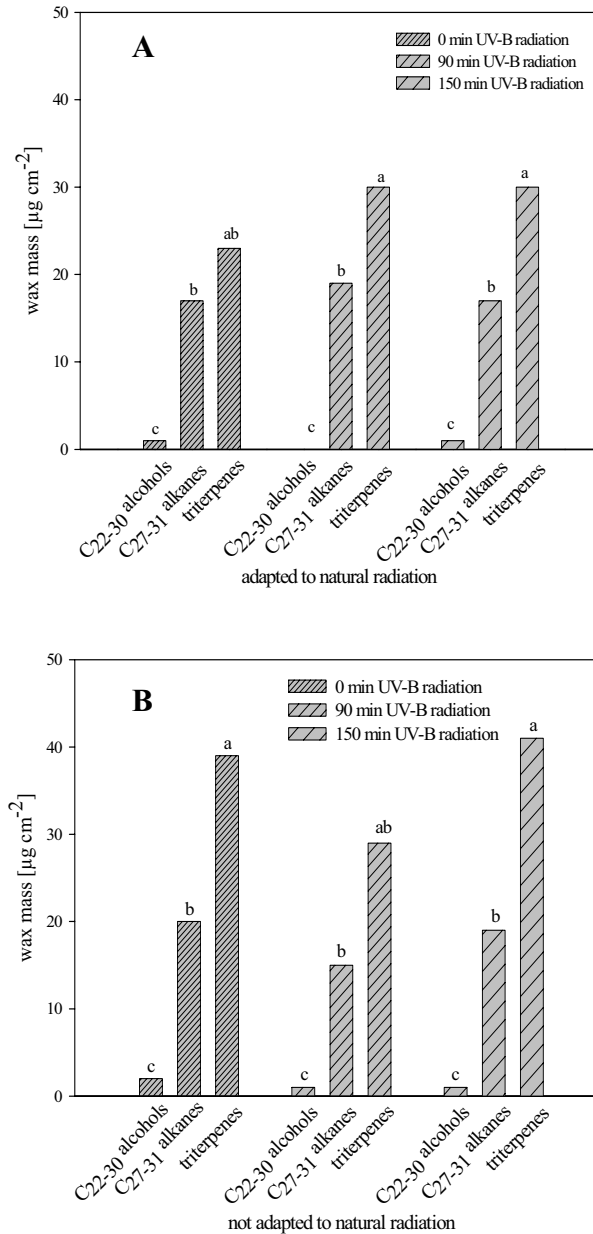 A
0 min UV-B radiation
90 min UV-B radiation
150 min UV-B radiation
wax mass [µg cm-2]
50
40
30
20
10
0
c
b
ab
c
b
a
c
b
a
C22-30 alcohols
C27-31 alkanes
triterpenes
C22-30 alcohols
C27-31 alkanes
triterpenes
C22-30 alcohols
C27-31 alkanes
triterpenes
adapted to natural radiation
B
0 min UV-B radiation
90 min UV-B radiation
150 min UV-B radiation
wax mass [µg cm-2]
50
40
30
20
10
0
c
b
a
c
b
ab
c
b
a
C22-30 alcohols
C27-31 alkanes
triterpenes
C22-30 alcohols
C27-31 alkanes
triterpenes
C22-30 alcohols
C27-31 alkanes
triterpenes
not adapted to natural radiation